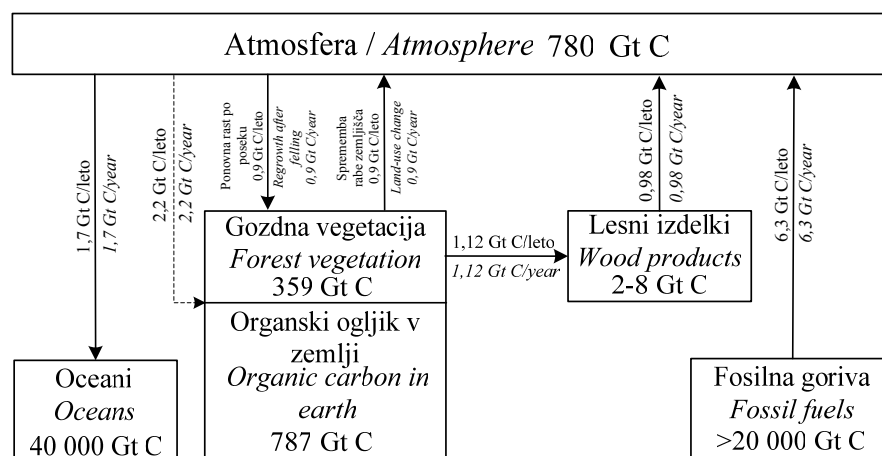 Atmosfera / Atmosphere 780 Gt C
1,7 Gt C/leto
1,7 Gt C/year
2,2 Gt C/leto
2,2 Gt C/year
Ponovna rast po
poseku
0,9 Gt C/leto
Regrowth after
felling
0,9 Gt C/year
Sprememba
rabe zemljišča
0,9 Gt C/leto
Land-use change
0,9 Gt C/year
0,98 Gt C/leto
0,98 Gt C/year
6,3 Gt C/leto
6,3 Gt C/year
Gozdna vegetacija
Forest vegetation
359 Gt C
1,12 Gt C/leto
1,12 Gt C/year
Lesni izdelki
Wood products
2-8 Gt C
Organski ogljik v
zemlji
Organic carbon in
earth
787 Gt C
Oceani
Oceans
40 000 Gt C
Fosilna goriva
Fossil fuels
>20 000 Gt C